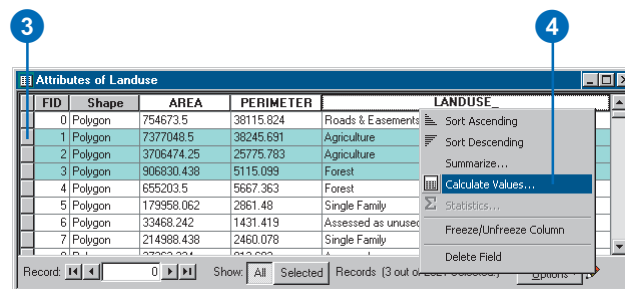 3
4
Attributes of Landuse
FID Shape AREA PERIMETER LANDUSE_
0 Polygon 754673.5 38115.824 Roads & Easements
1 Polygon 7377048.5 38245.691 Agriculture
2 Polygon 3706474.25 25775.783 Agriculture
3 Polygon 906830.438 5115.099 Forest
4 Polygon 655203.5 5667.363 Forest
5 Polygon 179958.062 2861.48 Single Family
6 Polygon 33468.242 1431.419 Assessed as unused
7 Polygon 214988.438 2460.078 Single Family
Sort Ascending
Sort Descending
Summarize...
Calculate Values...
Σ Statistics...
Freeze/Unfreeze Column
Delete Field
Record: 0 Show: All Selected Records (3 out of Selected.) Options